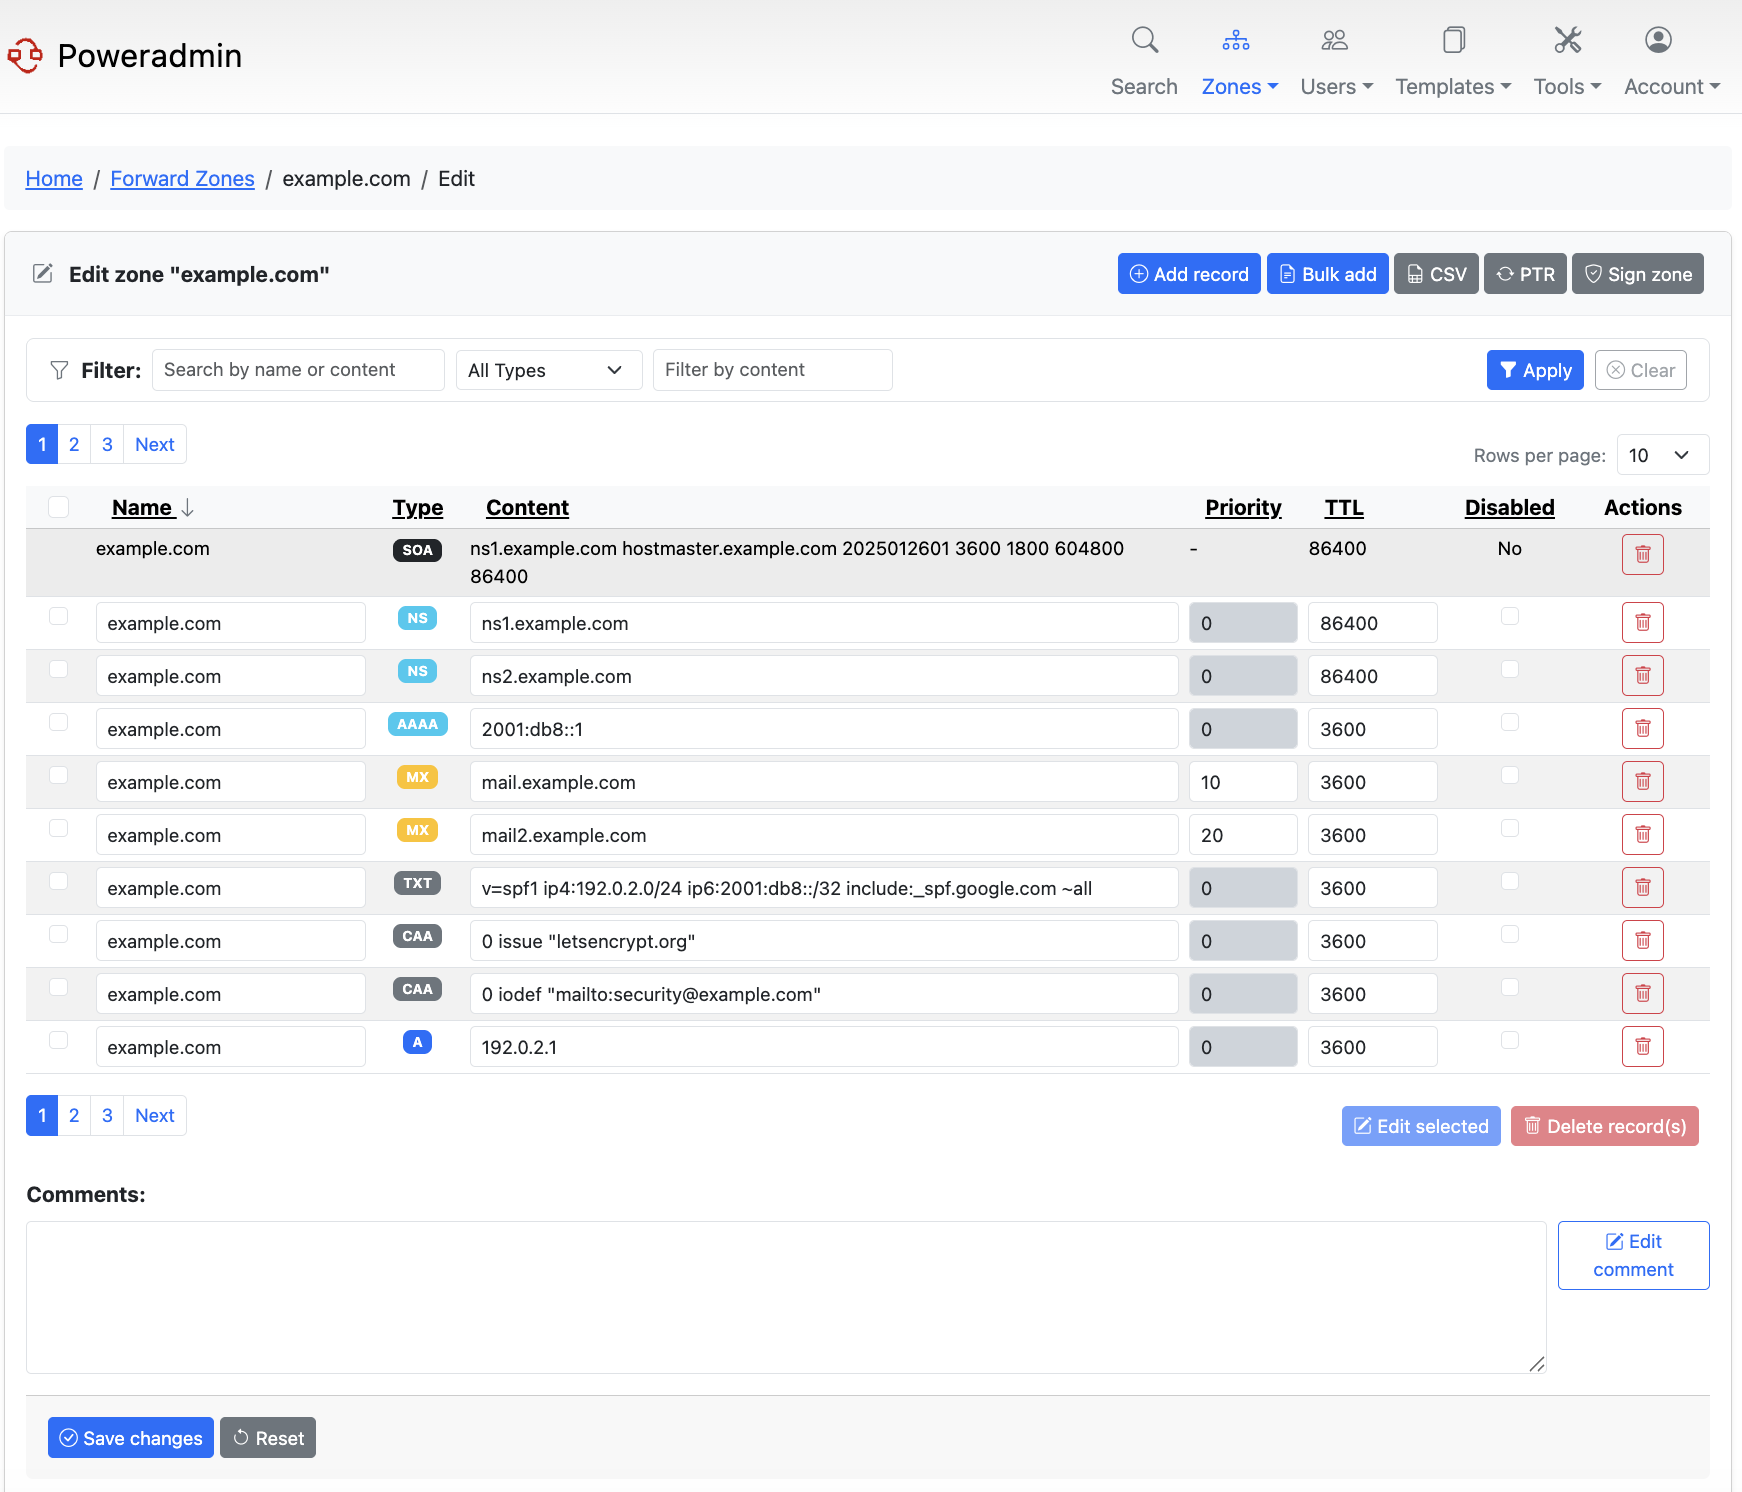 Poweradmin
Search Zones Users Templates Tools Account
Home / Forward Zones / example.com / Edit
Edit zone "example.com"
Add record Bulk add CSV PTR Sign zone
Filter: Search by name or content All Types Filter by content Apply Clear
1 2 3 Next
Rows per page: 10
Name Type Content Priority TTL Disabled Actions
example.com SOA ns1.example.com hostmaster.example.com 2025012601 3600 1800 604800 - 86400 No
86400
example.com NS ns1.example.com 0 86400
example.com NS ns2.example.com 0 86400
example.com AAAA 2001:db8::1 0 3600
example.com MX mail.example.com 10 3600
example.com MX mail2.example.com 20 3600
example.com TXT v=spf1 ip4:192.0.2.0/24 ip6:2001:db8::/32 include:_spf.google.com ~all 0 3600
example.com CAA 0 issue "letsencrypt.org" 0 3600
example.com CAA 0 iodef "mailto:security@example.com" 0 3600
example.com A 192.0.2.1 0 3600
1 2 3 Next
Edit selected Delete record(s)
Comments:
Edit
comment
Save changes Reset